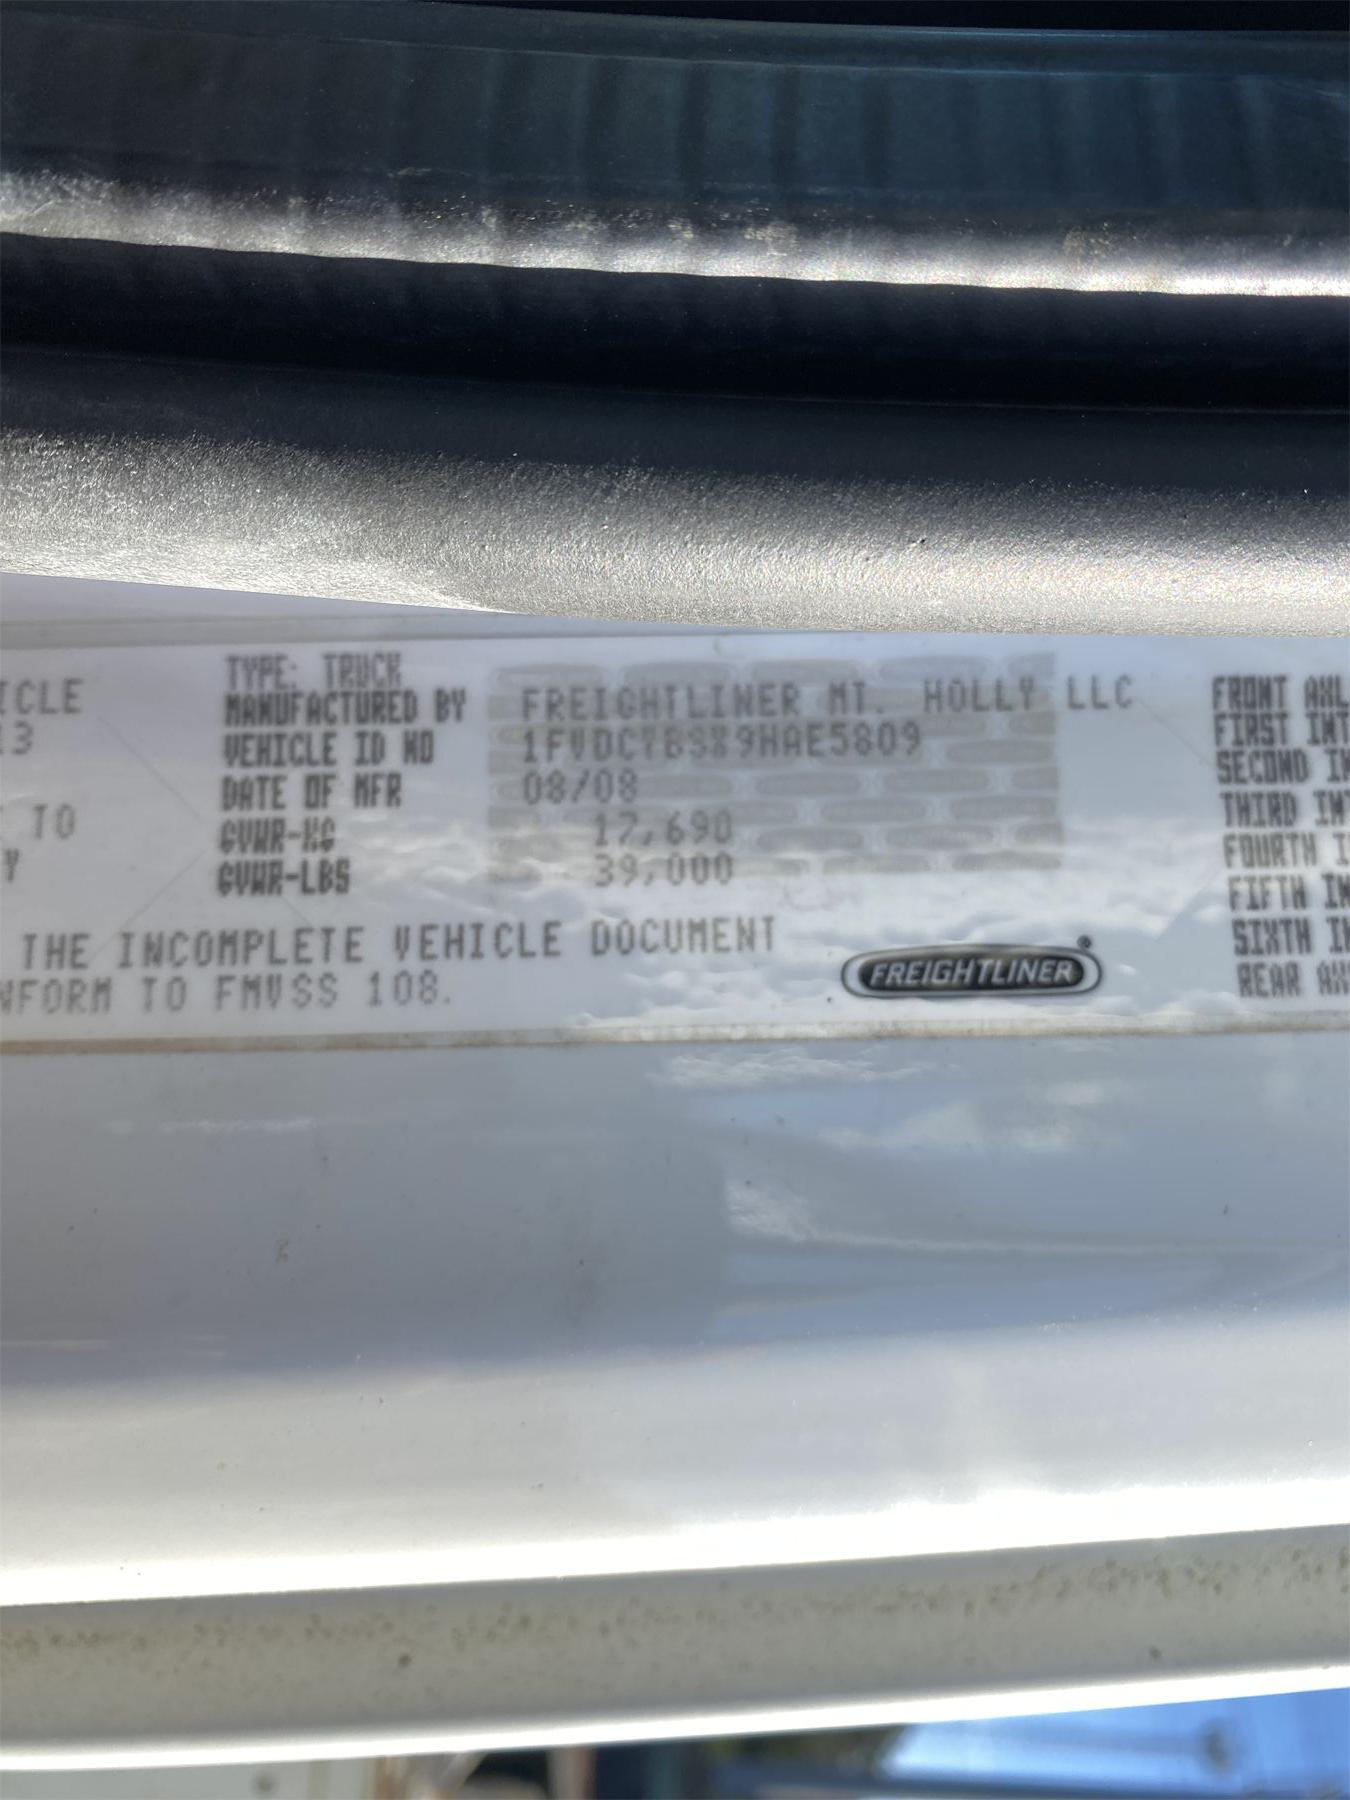 ICLE
13
TO
Y
TYPE: TRUCK
MANUFACTURED BY FREIGHTLINER MT. HOLLY LLC
VEHICLE ID NO 1FVDCYBSX9HAE5809
DATE OF MFR 08/08
GVWR-KG 17,690
GVWR-LBS 39,000
THE INCOMPLETE VEHICLE DOCUMENT
NFORM TO FMVSS 108.
FREIGHTLINER®
FRONT AXL
FIRST INT
SECOND IN
THIRD INT
FOURTH I
FIFTH IN
SIXTH IN
REAR AX